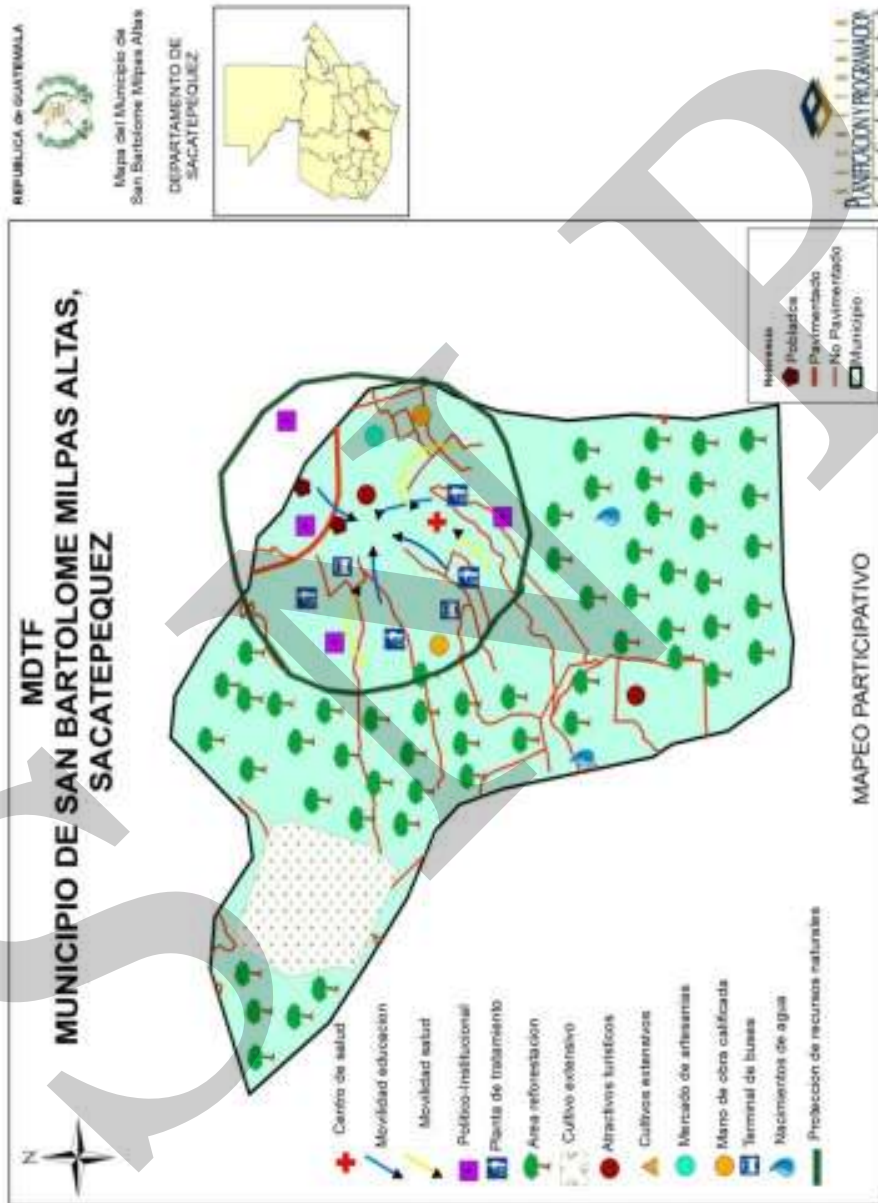 MDTF
MUNICIPIO DE SAN BARTOLOME MILPAS ALTAS,
SACATEPEQUEZ
N
Centro de salud
Movilidad educacion
Movilidad salud
Politico-Institucional
Planta de tratamiento
Area reforestacion
Cultivo extensivo
Atractivos turisticos
Cultivos extensivos
Mercado de artesanias
Mano de obra calificada
Terminal de buses
Nacimientos de agua
Proteccion de recursos naturales
MAPEO PARTICIPATIVO
Poblados
Pavimentado
No Pavimentado
Municipio
REPUBLICA de GUATEMALA
Mapa del Municipio de
San Bartolome Milpas Altas
DEPARTAMENTO DE
SACATEPEQUEZ
SECRETARIA
PLANIFICACION Y PROGRAMACION